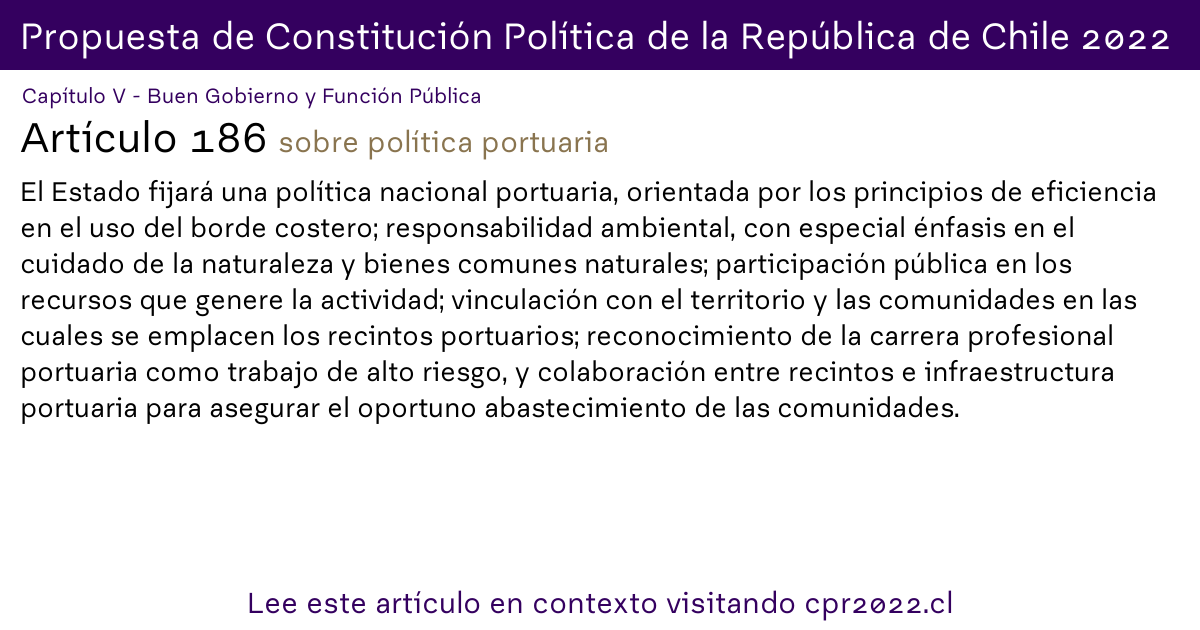 Propuesta de Constitución Política de la República de Chile 2022
Capítulo V - Buen Gobierno y Función Pública
Artículo 186 sobre política portuaria
El Estado fijará una política nacional portuaria, orientada por los principios de eficiencia
en el uso del borde costero; responsabilidad ambiental, con especial énfasis en el
cuidado de la naturaleza y bienes comunes naturales; participación pública en los
recursos que genere la actividad; vinculación con el territorio y las comunidades en las
cuales se emplacen los recintos portuarios; reconocimiento de la carrera profesional
portuaria como trabajo de alto riesgo, y colaboración entre recintos e infraestructura
portuaria para asegurar el oportuno abastecimiento de las comunidades.
Lee este artículo en contexto visitando cpr2022.cl